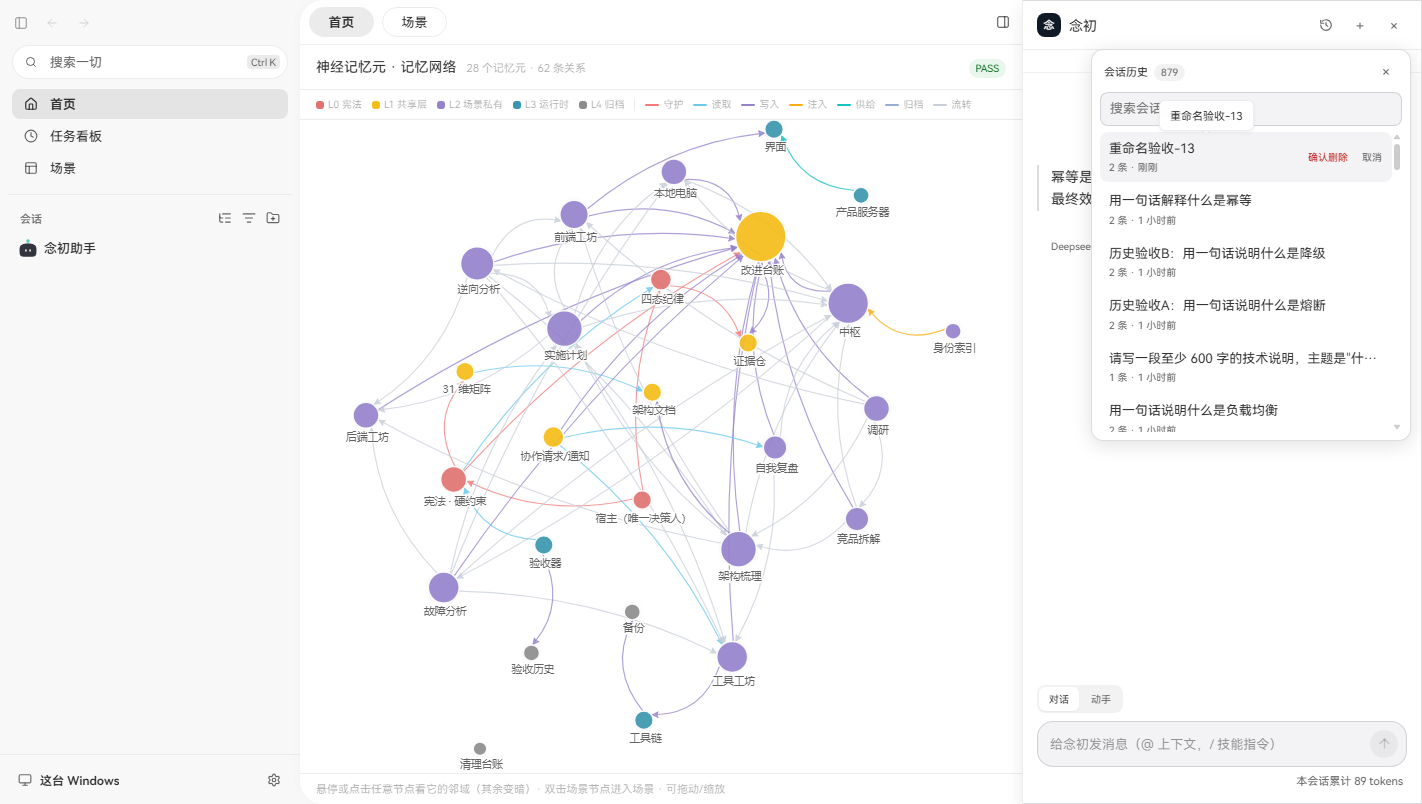 搜索一切
Ctrl K
首页
任务看板
场景
会话
念初助手
这台 Windows
首页
场景
神经记忆元 · 记忆网络
28 个记忆元 · 62 条关系
PASS
L0 宪法
L1 共享层
L2 场景私有
L3 运行时
L4 归档
守护
读取
写入
注入
供给
归档
流转
界面
本地电脑
产品服务器
前端工坊
改进台账
逆向分析
四态纪律
中枢
身份索引
实施计划
证据仓
31 维矩阵
架构文档
后端工坊
调研
协作请求/通知
自我复盘
宪法 · 硬约束
宿主（唯一决策人）
竞品拆解
验收器
架构梳理
故障分析
备份
验收历史
工具工坊
工具链
清理台账
悬停或点击任意节点看它的邻域（其余变暗）· 双击场景节点进入场景 · 可拖动/缩放
念
念初
会话历史
879
搜索会话
重命名验收-13
重命名验收-13
2 条 · 刚刚
确认删除
取消
用一句话解释什么是幂等
2 条 · 1 小时前
历史验收B：用一句话说明什么是降级
2 条 · 1 小时前
历史验收A：用一句话说明什么是熔断
2 条 · 1 小时前
请写一段至少 600 字的技术说明，主题是"什⋯
1 条 · 1 小时前
用一句话说明什么是负载均衡
2 条 · 1 小时前
幂等是
最终效
Deepsee
对话
动手
给念初发消息（@ 上下文，/ 技能指令）
本会话累计 89 tokens